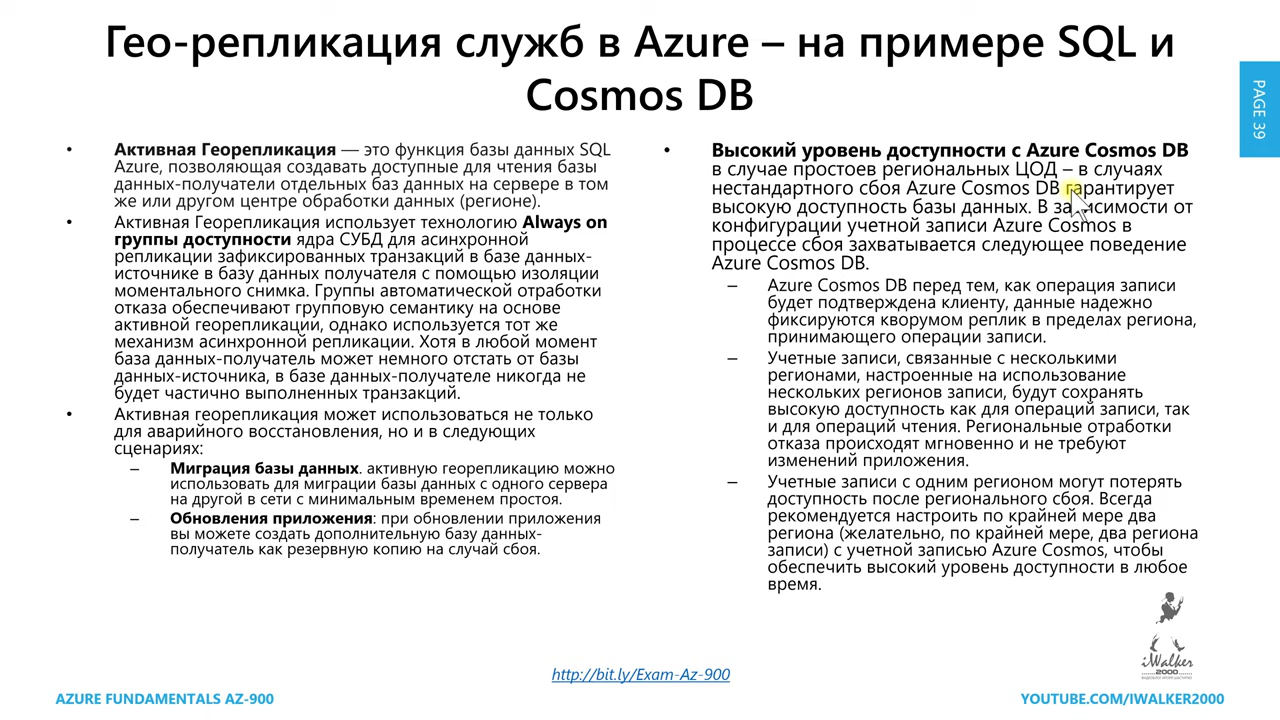 Гео-репликация служб в Azure – на примере SQL и
Cosmos DB
PAGE 39
• Активная Георепликация — это функция базы данных SQL
Azure, позволяющая создавать доступные для чтения базы
данных-получатели отдельных баз данных на сервере в том
же или другом центре обработки данных (регионе).
• Активная Георепликация использует технологию Always on
группы доступности ядра СУБД для асинхронной
репликации зафиксированных транзакций в базе данных-
источнике в базу данных получателя с помощью изоляции
моментального снимка. Группы автоматической отработки
отказа обеспечивают групповую семантику на основе
активной георепликации, однако используется тот же
механизм асинхронной репликации. Хотя в любой момент
база данных-получатель может немного отстать от базы
данных-источника, в базе данных-получателе никогда не
будет частично выполненных транзакций.
• Активная георепликация может использоваться не только
для аварийного восстановления, но и в следующих
сценариях:
– Миграция базы данных. активную георепликацию можно
использовать для миграции базы данных с одного сервера
на другой в сети с минимальным временем простоя.
– Обновления приложения: при обновлении приложения
вы можете создать дополнительную базу данных-
получатель как резервную копию на случай сбоя.
• Высокий уровень доступности с Azure Cosmos DB
в случае простоев региональных ЦОД – в случаях
нестандартного сбоя Azure Cosmos DB гарантирует
высокую доступность базы данных. В зависимости от
конфигурации учетной записи Azure Cosmos в
процессе сбоя захватывается следующее поведение
Azure Cosmos DB.
– Azure Cosmos DB перед тем, как операция записи
будет подтверждена клиенту, данные надежно
фиксируются кворумом реплик в пределах региона,
принимающего операции записи.
– Учетные записи, связанные с несколькими
регионами, настроенные на использование
нескольких регионов записи, будут сохранять
высокую доступность как для операций записи, так
и для операций чтения. Региональные отработки
отказа происходят мгновенно и не требуют
изменений приложения.
– Учетные записи с одним регионом могут потерять
доступность после регионального сбоя. Всегда
рекомендуется настроить по крайней мере два
региона (желательно, по крайней мере, два региона
записи) с учетной записью Azure Cosmos, чтобы
обеспечить высокий уровень доступности в любое
время.
iWalker
2000
http://bit.ly/Exam-Az-900
AZURE FUNDAMENTALS AZ-900
YOUTUBE.COM/IWALKER2000